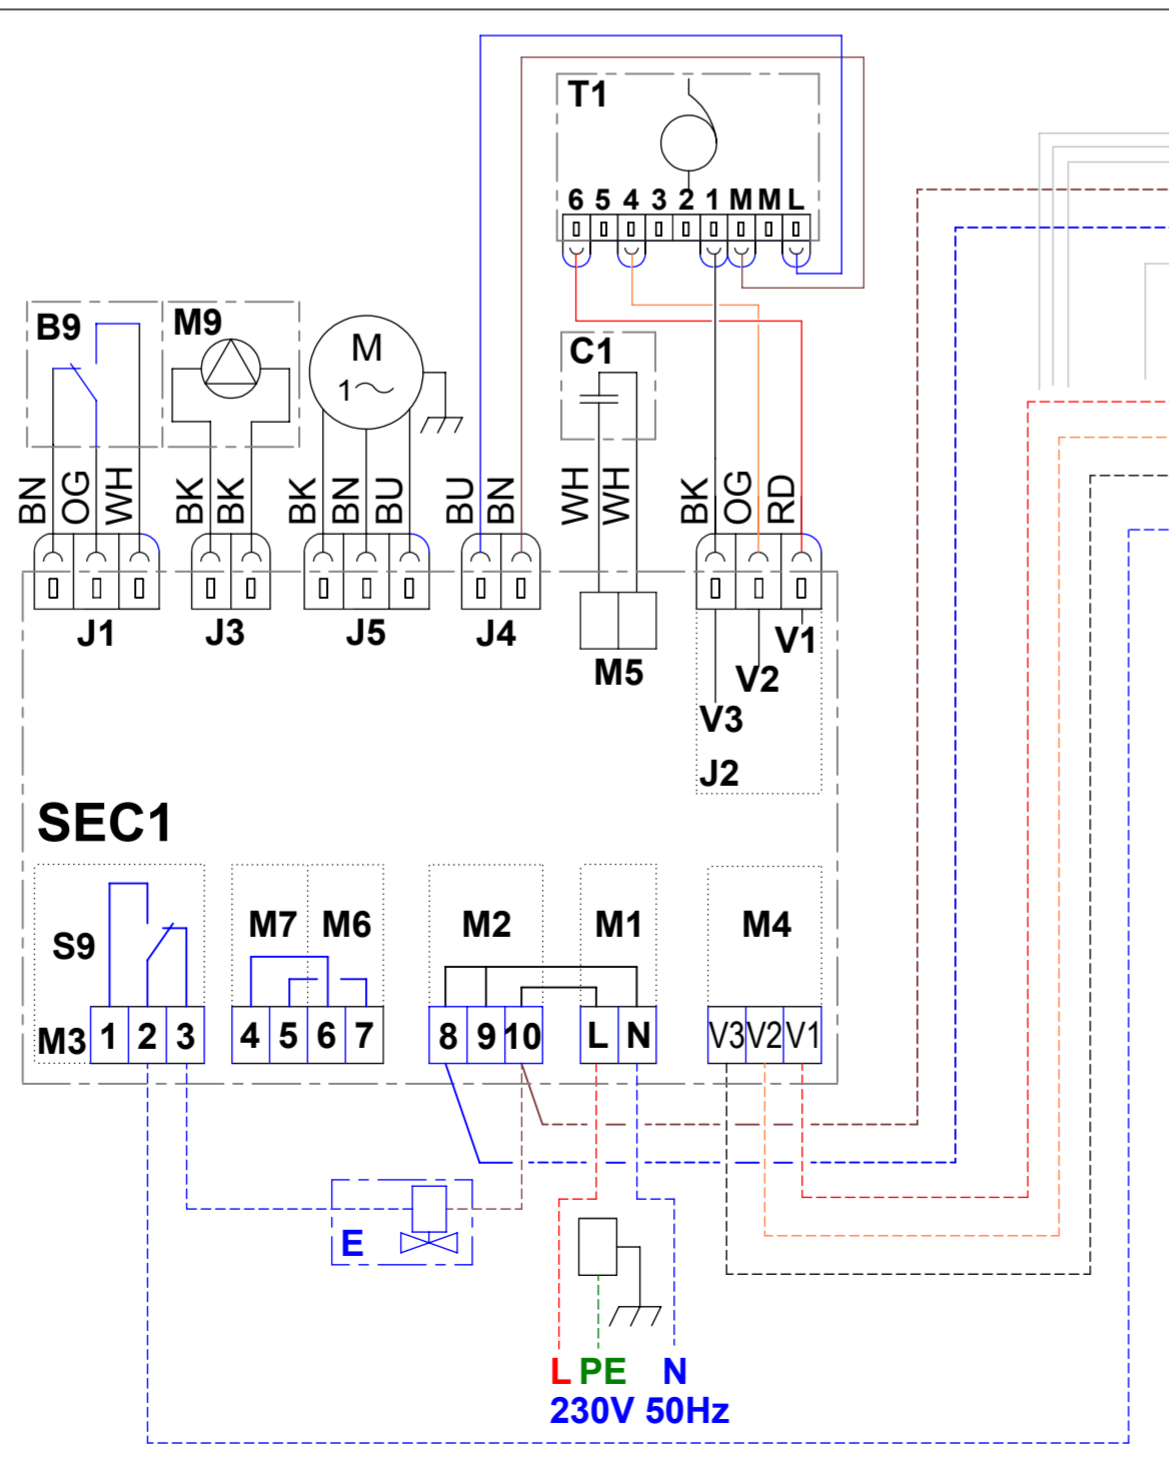 T1
6 5 4 3 2 1 M M L
B9
M9
M
1~
C1
BN
OG
WH
BK
BK
BK
BN
BU
BU
BN
WH
WH
BK
OG
RD
J1
J3
J5
J4
M5
V1
V2
V3
J2
SEC1
S9
M7 M6
M2
M1
M4
M3 1 2 3
4 5 6 7
8 9 10
L N
V3 V2 V1
E
L PE N
230V 50Hz